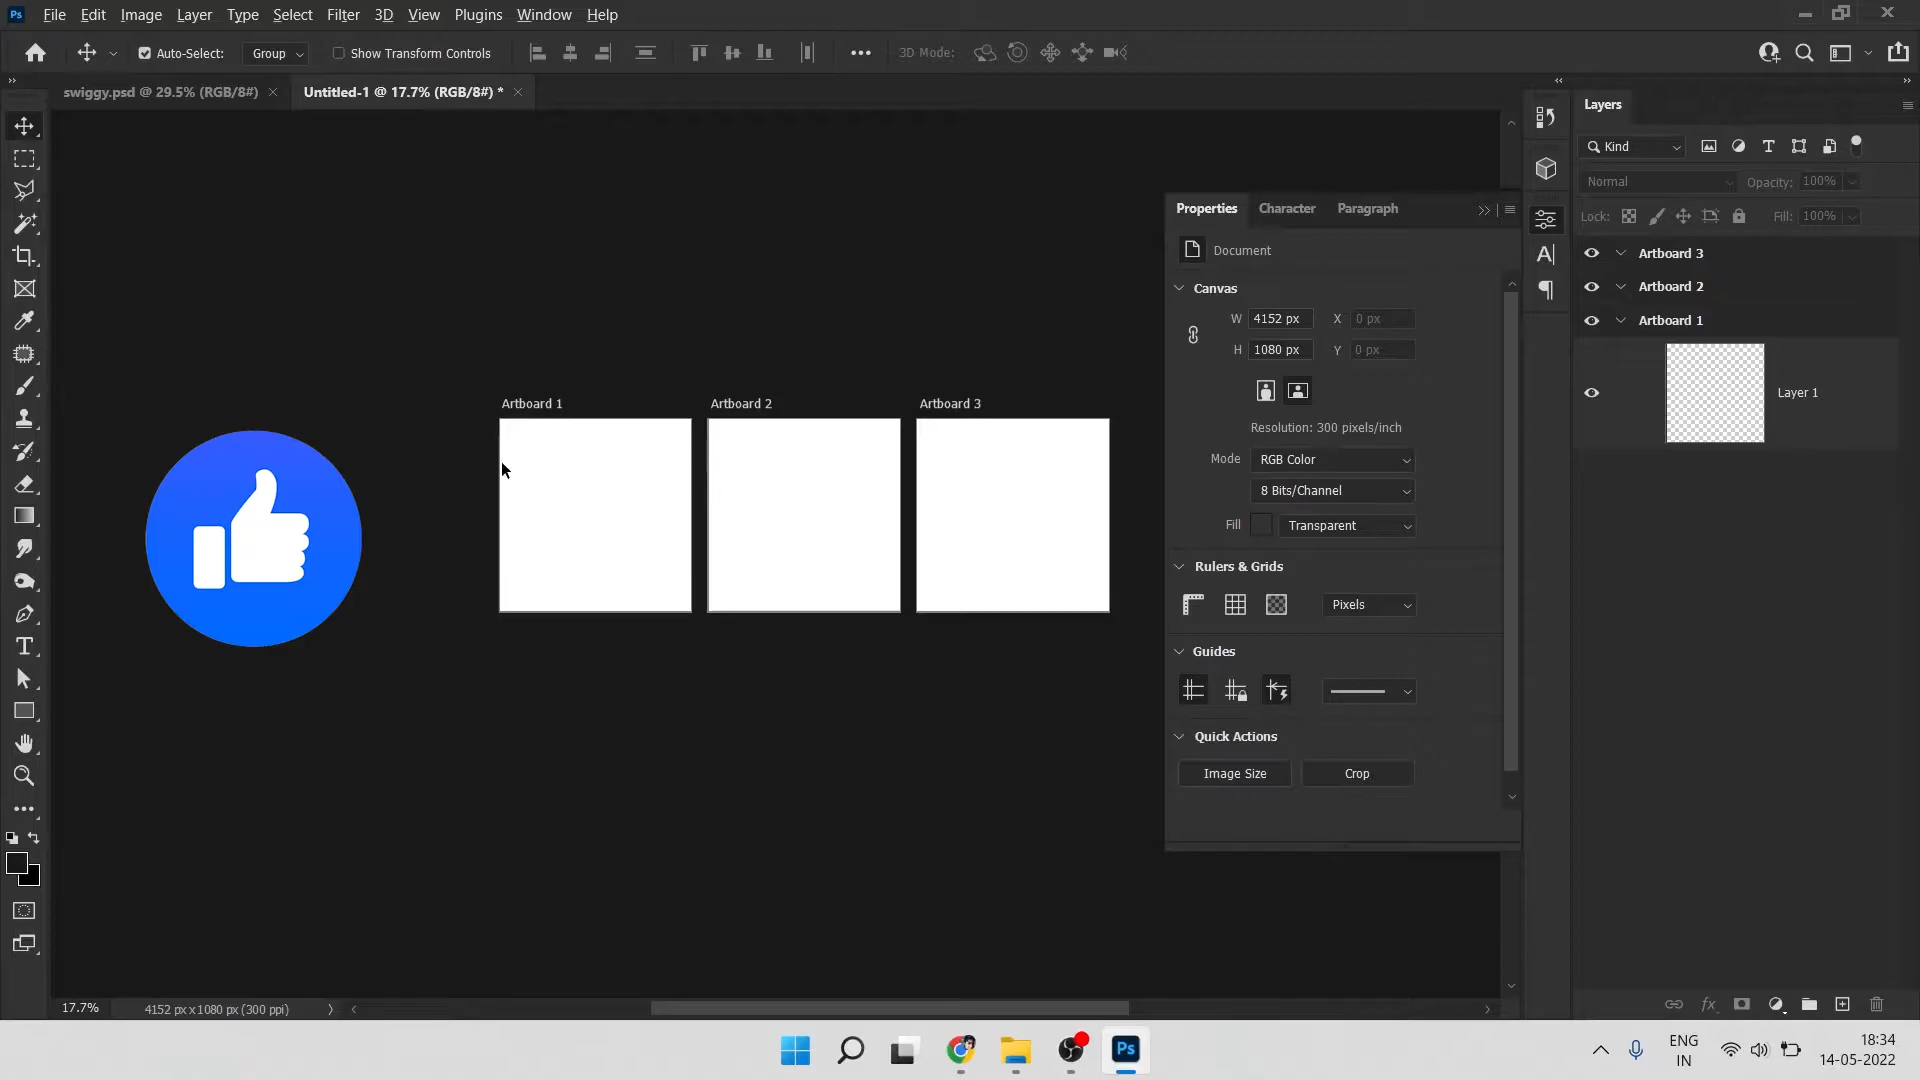 Ps File Edit Image Layer Type Select Filter 3D View Plugins Window Help
Auto-Select: Group Show Transform Controls 3D Mode:
swiggy.psd @ 29.5% (RGB/8#) Untitled-1 @ 17.7% (RGB/8#) *
Artboard 1 Artboard 2 Artboard 3
Properties Character Paragraph
Document
Canvas
W 4152 px X 0 px
H 1080 px Y 0 px
Resolution: 300 pixels/inch
Mode RGB Color
8 Bits/Channel
Fill Transparent
Rulers & Grids
Pixels
Guides
Quick Actions
Image Size Crop
Layers
Kind
Normal Opacity: 100%
Lock: Fill: 100%
Artboard 3
Artboard 2
Artboard 1
Layer 1
17.7% 4152 px x 1080 px (300 ppi)
Ps
ENG
IN
18:34
14-05-2022